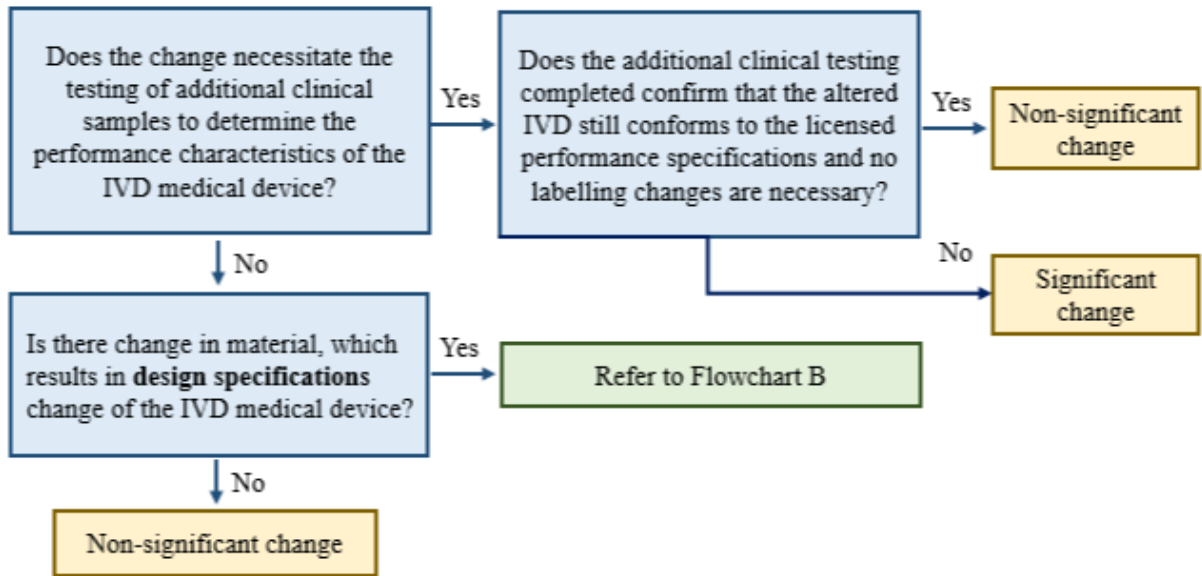 Does the change necessitate the
testing of additional clinical
samples to determine the
performance characteristics of the
IVD medical device?
Yes
Does the additional clinical testing
completed confirm that the altered
IVD still conforms to the licensed
performance specifications and no
labelling changes are necessary?
Yes
Non-significant
change
No
No
Significant
change
Is there change in material, which
results in design specifications
change of the IVD medical device?
Yes
Refer to Flowchart B
No
Non-significant change